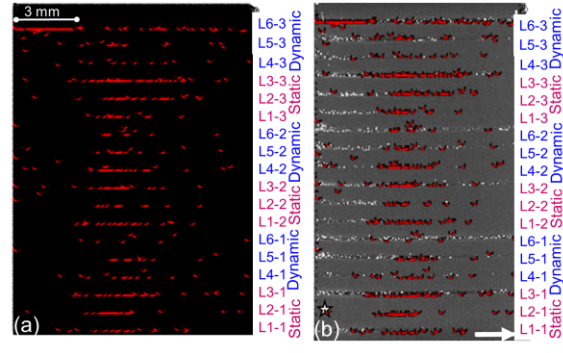 3 mm
L6-3
L5-3
L4-3
Dynamic
L3-3
L2-3
L1-3
Static
L6-2
L5-2
L4-2
Dynamic
L3-2
L2-2
L1-2
Static
L6-1
L5-1
L4-1
Dynamic
L3-1
L2-1
L1-1
Static
(a)
L6-3
L5-3
L4-3
Dynamic
L3-3
L2-3
L1-3
Static
L6-2
L5-2
L4-2
Dynamic
L3-2
L2-2
L1-2
Static
L6-1
L5-1
L4-1
Dynamic
L3-1
L2-1
L1-1
Static
(b)